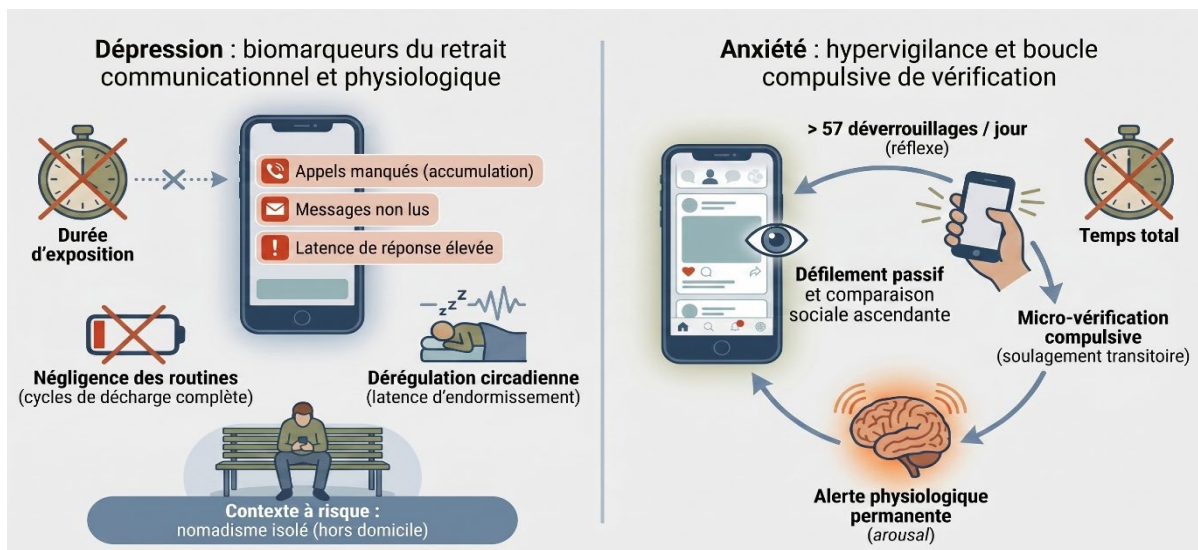 Dépression : biomarqueurs du retrait
communicationnel et physiologique
Durée
d'exposition
Appels manqués (accumulation)
Messages non lus
Latence de réponse élevée
Négligence des routines
(cycles de décharge complète)
zzZ
Dérégulation circadienne
(latence d'endormissement)
Contexte à risque :
nomadisme isolé (hors domicile)
Anxiété : hypervigilance et boucle
compulsive de vérification
> 57 déverrouillages / jour
(réflexe)
Temps total
Défilement passif
et comparaison
sociale ascendante
Micro-vérification
compulsive
(soulagement transitoire)
Alerte physiologique
permanente
(arousal)